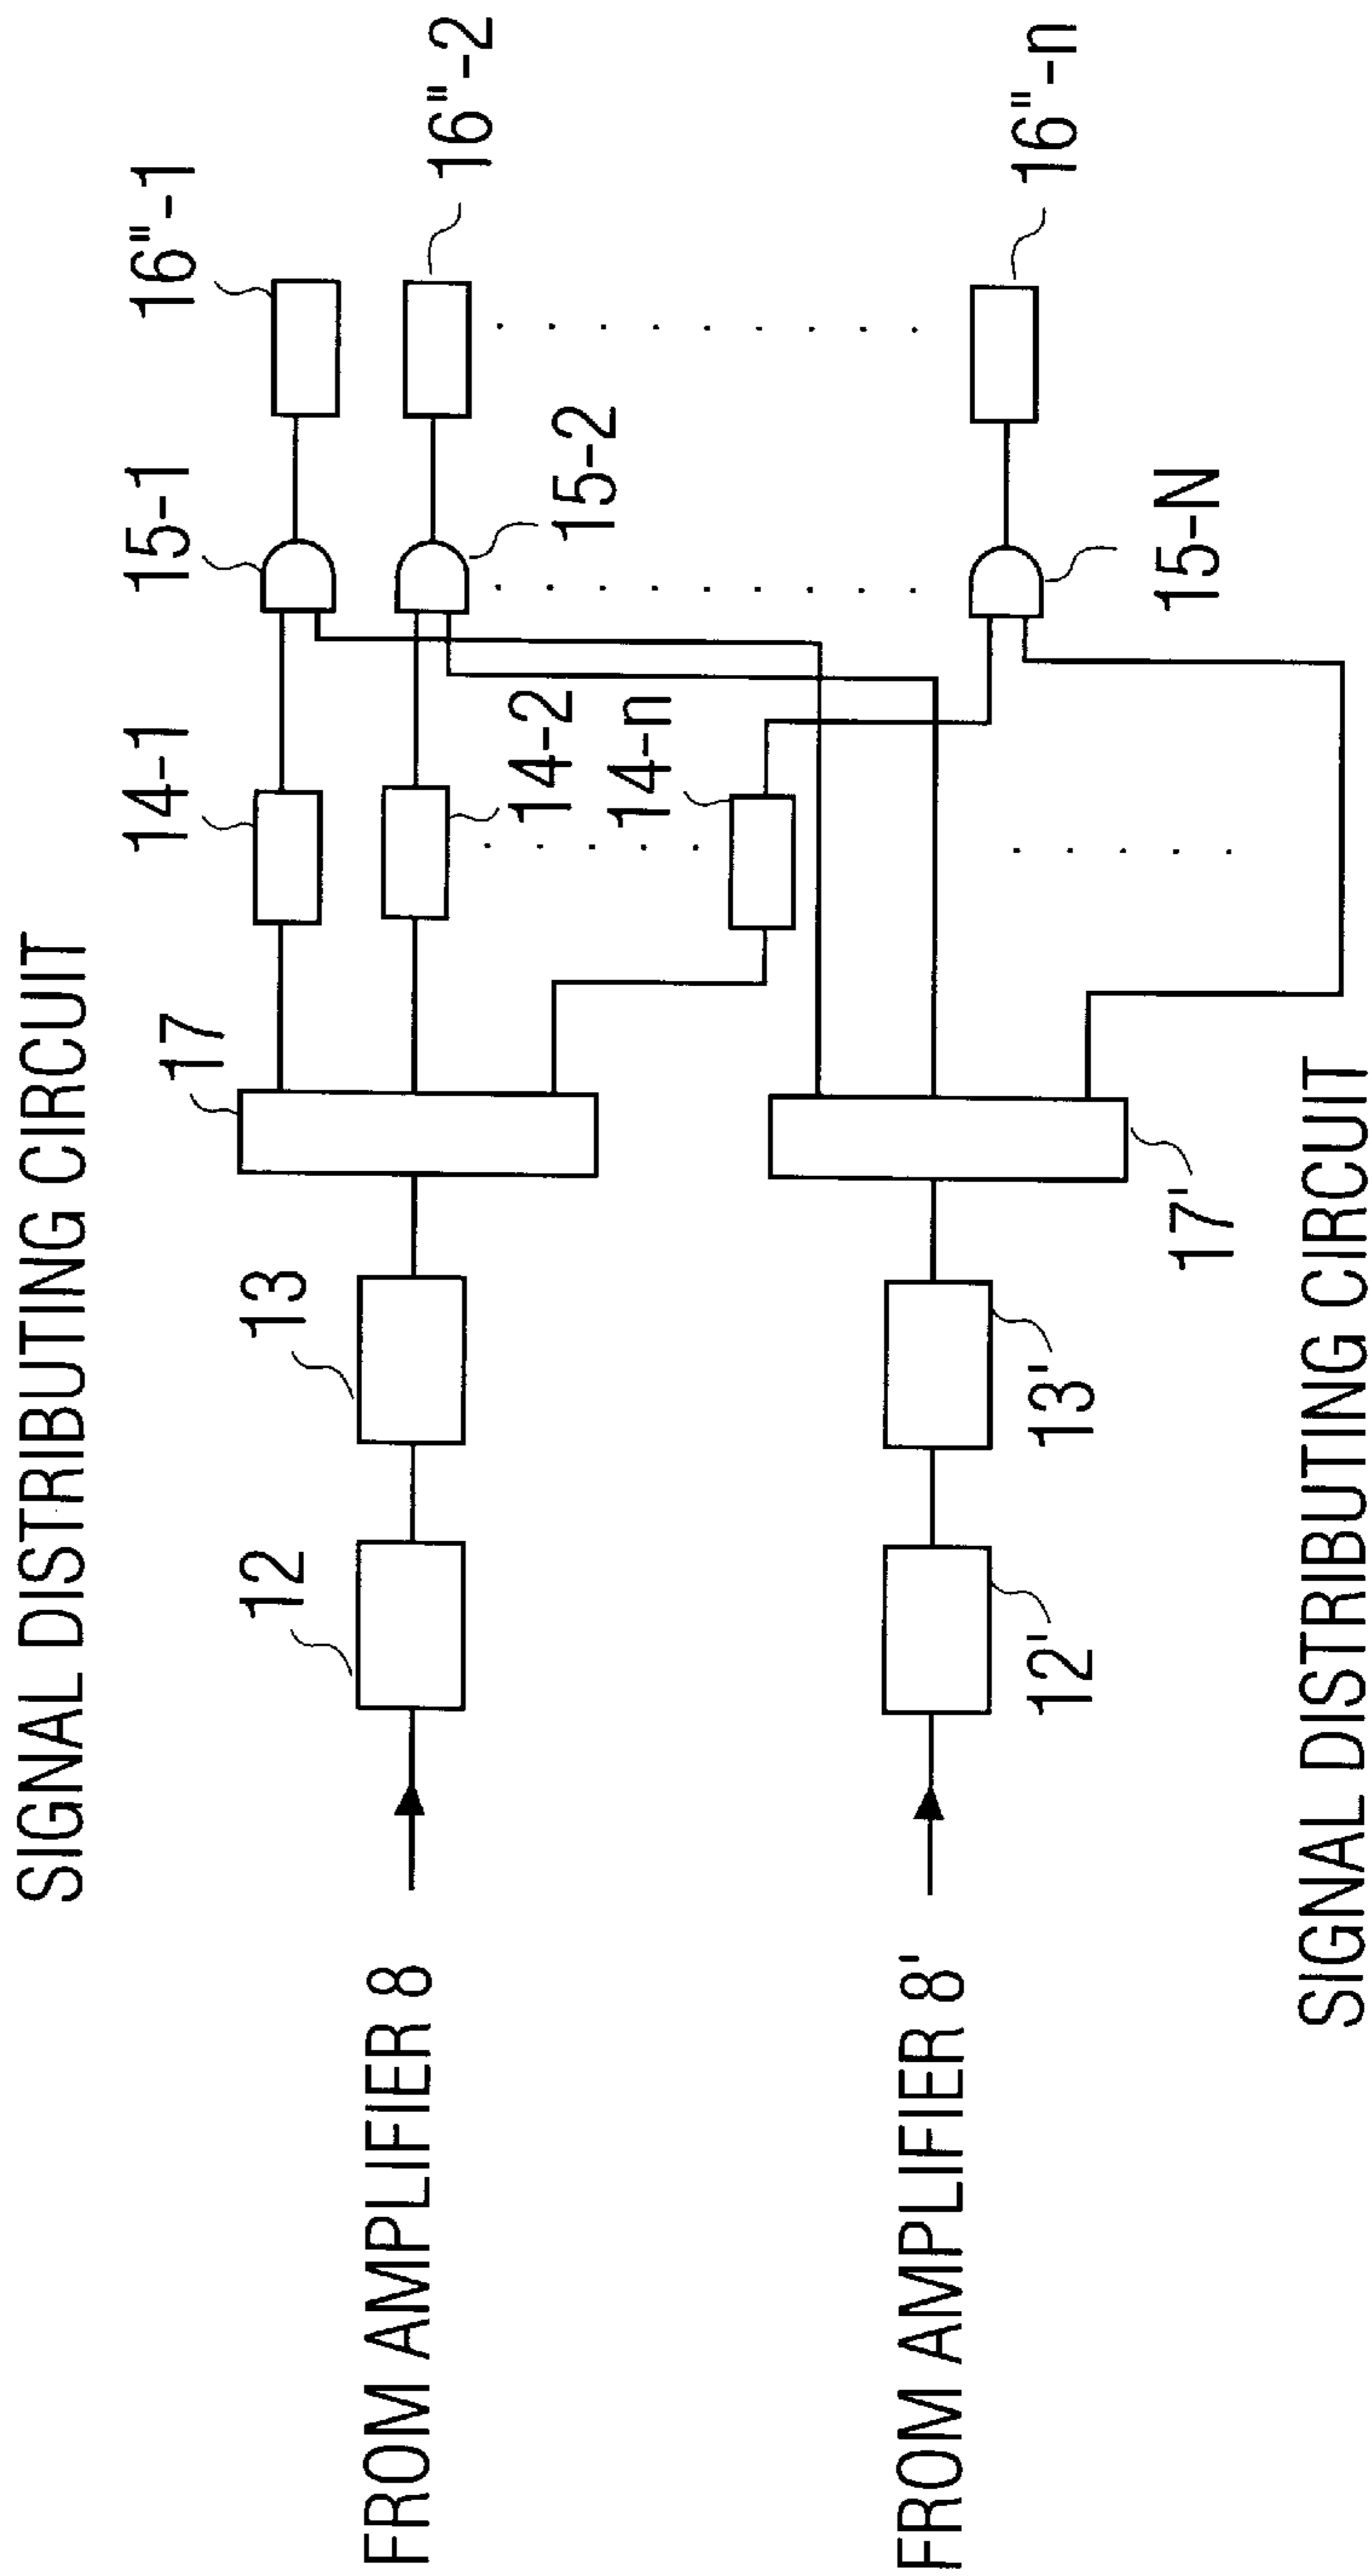 SIGNAL DISTRIBUTING CIRCUIT
FROM AMPLIFIER 8
12
13
17
14-1
14-2
14-n
15-1
15-2
15-N
16"-1
16"-2
16"-n
FROM AMPLIFIER 8'
12'
13'
17'
SIGNAL DISTRIBUTING CIRCUIT